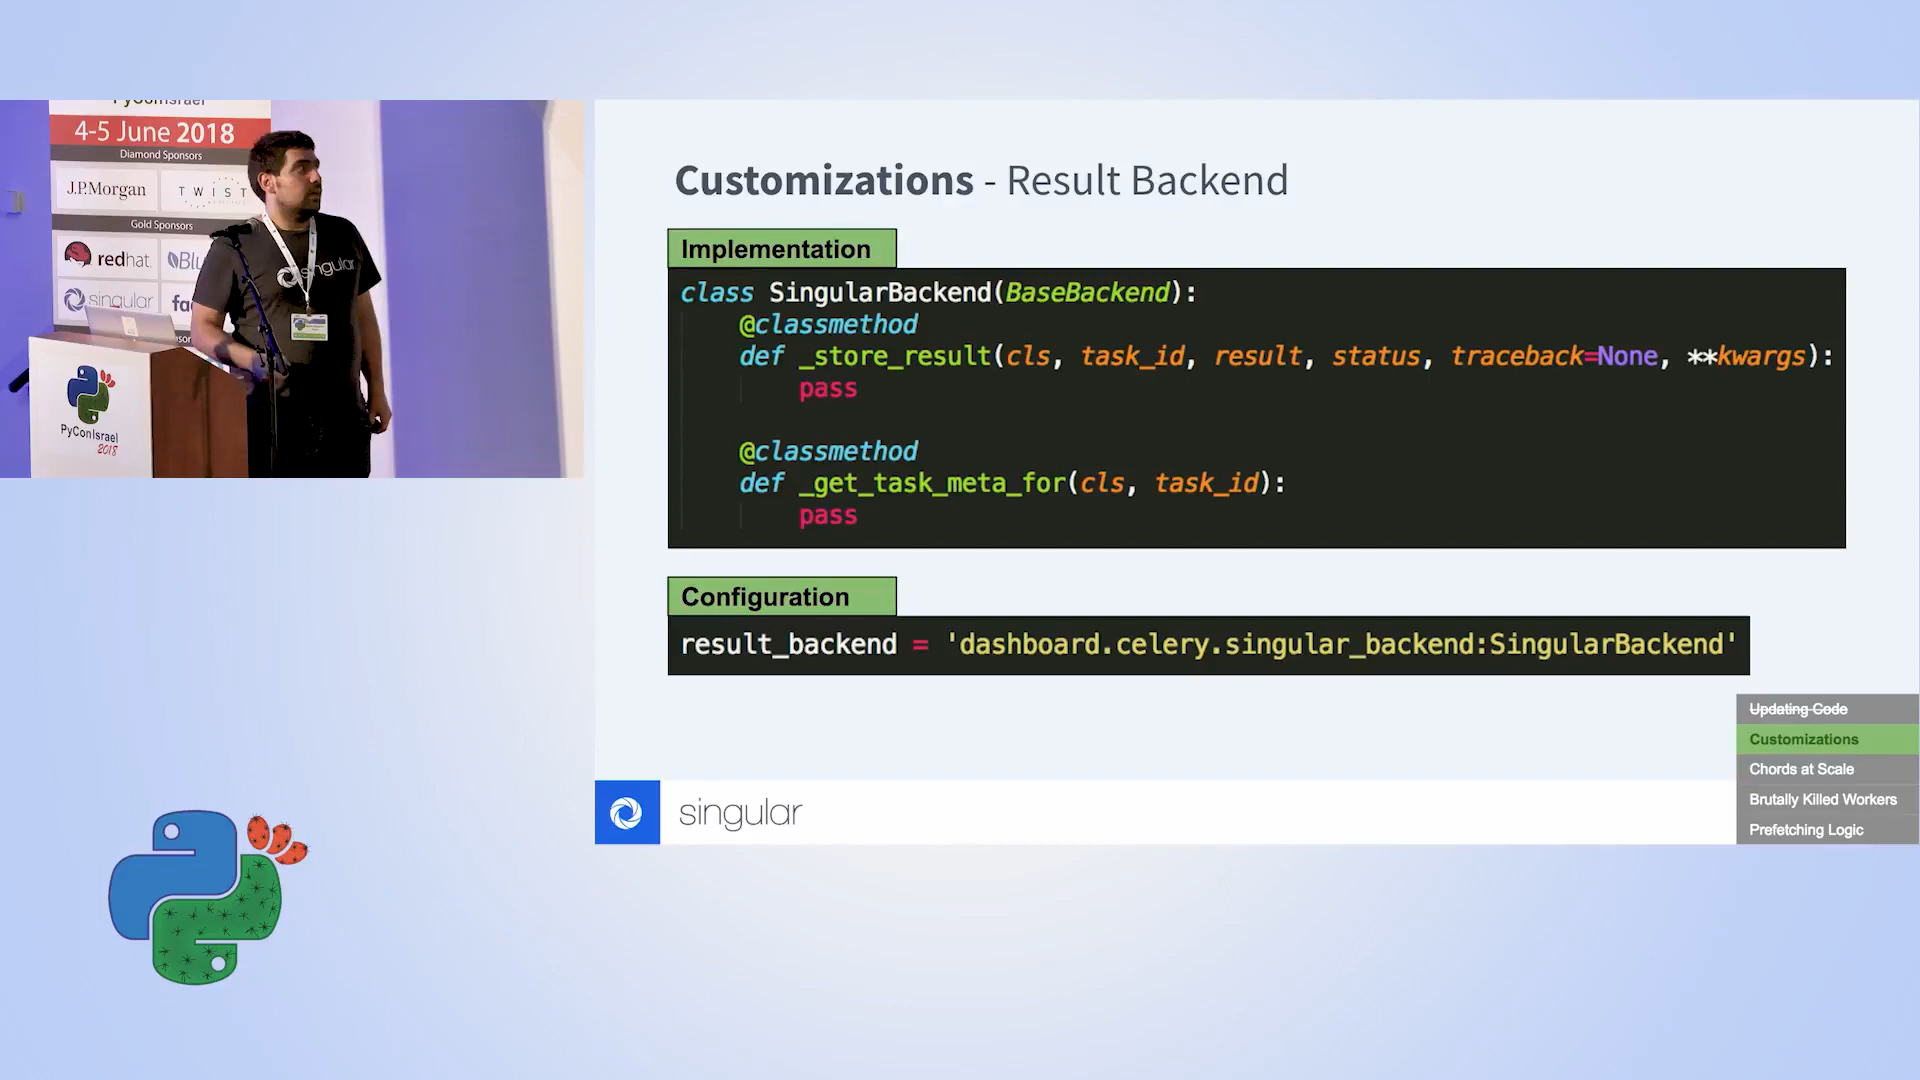 4-5 June 2018
Diamond Sponsors
J.P.Morgan
TWIST
Gold Sponsors
redhat.
singular
singular
PyConIsrael
2018
Customizations - Result Backend
Implementation
class SingularBackend(BaseBackend):
@classmethod
def _store_result(cls, task_id, result, status, traceback=None, **kwargs):
pass
@classmethod
def _get_task_meta_for(cls, task_id):
pass
Configuration
result_backend = 'dashboard.celery.singular_backend:SingularBackend'
Updating Code
Customizations
Chords at Scale
Brutally Killed Workers
Prefetching Logic
singular